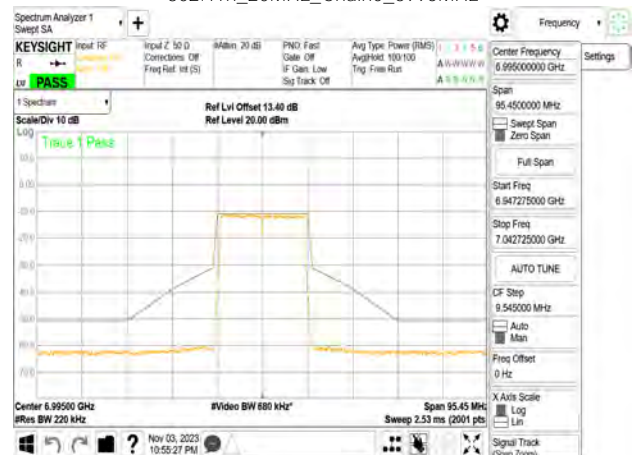 Spectrum Analyzer 1
Swept SA
+
Frequency
KEYSIGHT
Input: RF
Input Z: 50 Ω
Corrections: Off
Freq Ref: Int (S)
#Atten: 20 dB
PNO: Fast
Gate: Off
IF Gain: Low
Sig Track: Off
Avg Type: Power (RMS)
Avg|Hold: 100/100
Trig: Free Run
PASS
Center Frequency
6.995000000 GHz
Settings
Span
95.4500000 MHz
Swept Span
Zero Span
Full Span
Start Freq
6.947275000 GHz
Stop Freq
7.042725000 GHz
AUTO TUNE
CF Step
9.545000 MHz
Auto
Man
Freq Offset
0 Hz
X Axis Scale
Log
Lin
Signal Track
(Span Zoom)
1 Spectrum
Scale/Div 10 dB
Ref Lvl Offset 13.40 dB
Ref Level 20.00 dBm
Log
Trace 1 Pass
Center 6.99500 GHz
#Res BW 220 kHz
#Video BW 680 kHz*
Span 95.45 MHz
Sweep 2.53 ms (2001 pts
Nov 03, 2023
10:55:27 PM